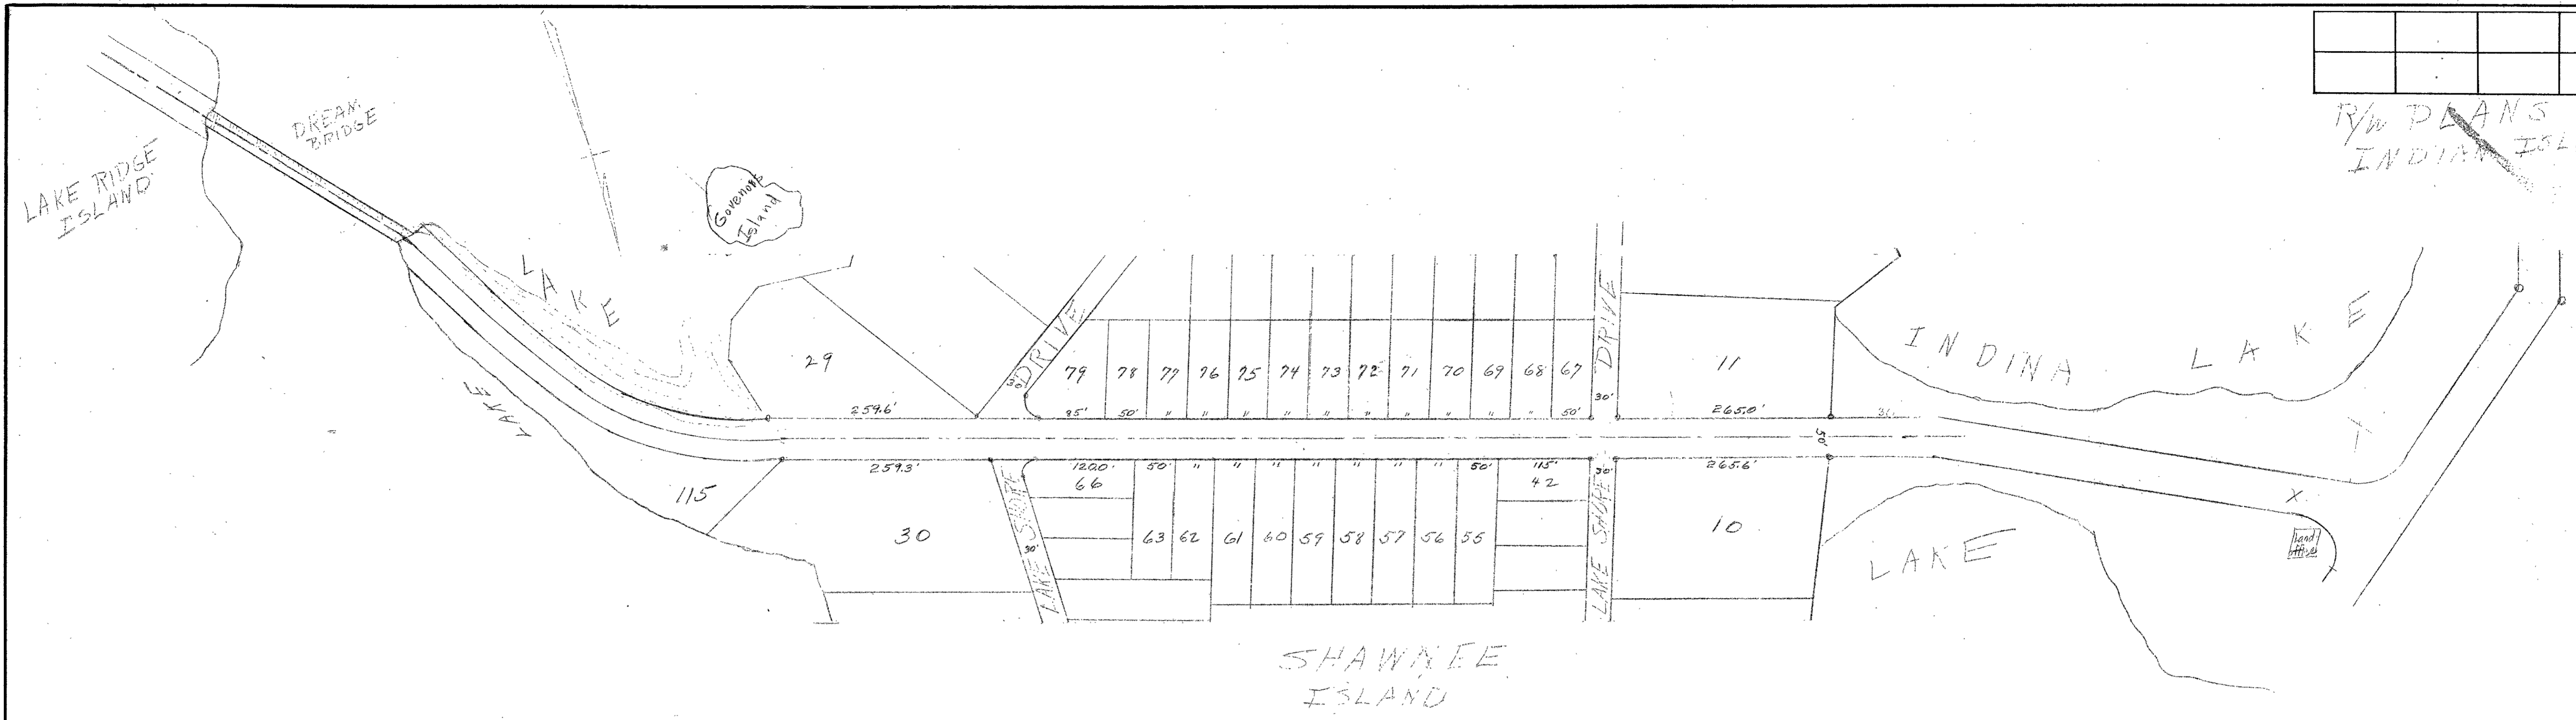 R/W PLANS
INDIAN ISL
DREAM
BRIDGE
LAKE RIDGE
ISLAND
Governors
Island
LAKE
LAKE
29
259.6'
DRIVE
30'
79 78 77 76 75 74 73 72 71 70 69 68 67
85' 50' " " " " " " " " " " 50'
DRIVE
30'
11
265.0'
INDINA LAKE
50'
259.3'
115
30
LAKE SHORE
30'
120.0' 50' " " " " " " " 50' 115'
66
42
63 62 61 60 59 58 57 56 55
LAKE SHORE
30'
265.6'
10
LAKE
X
Land
Office
SHAWNEE
ISLAND